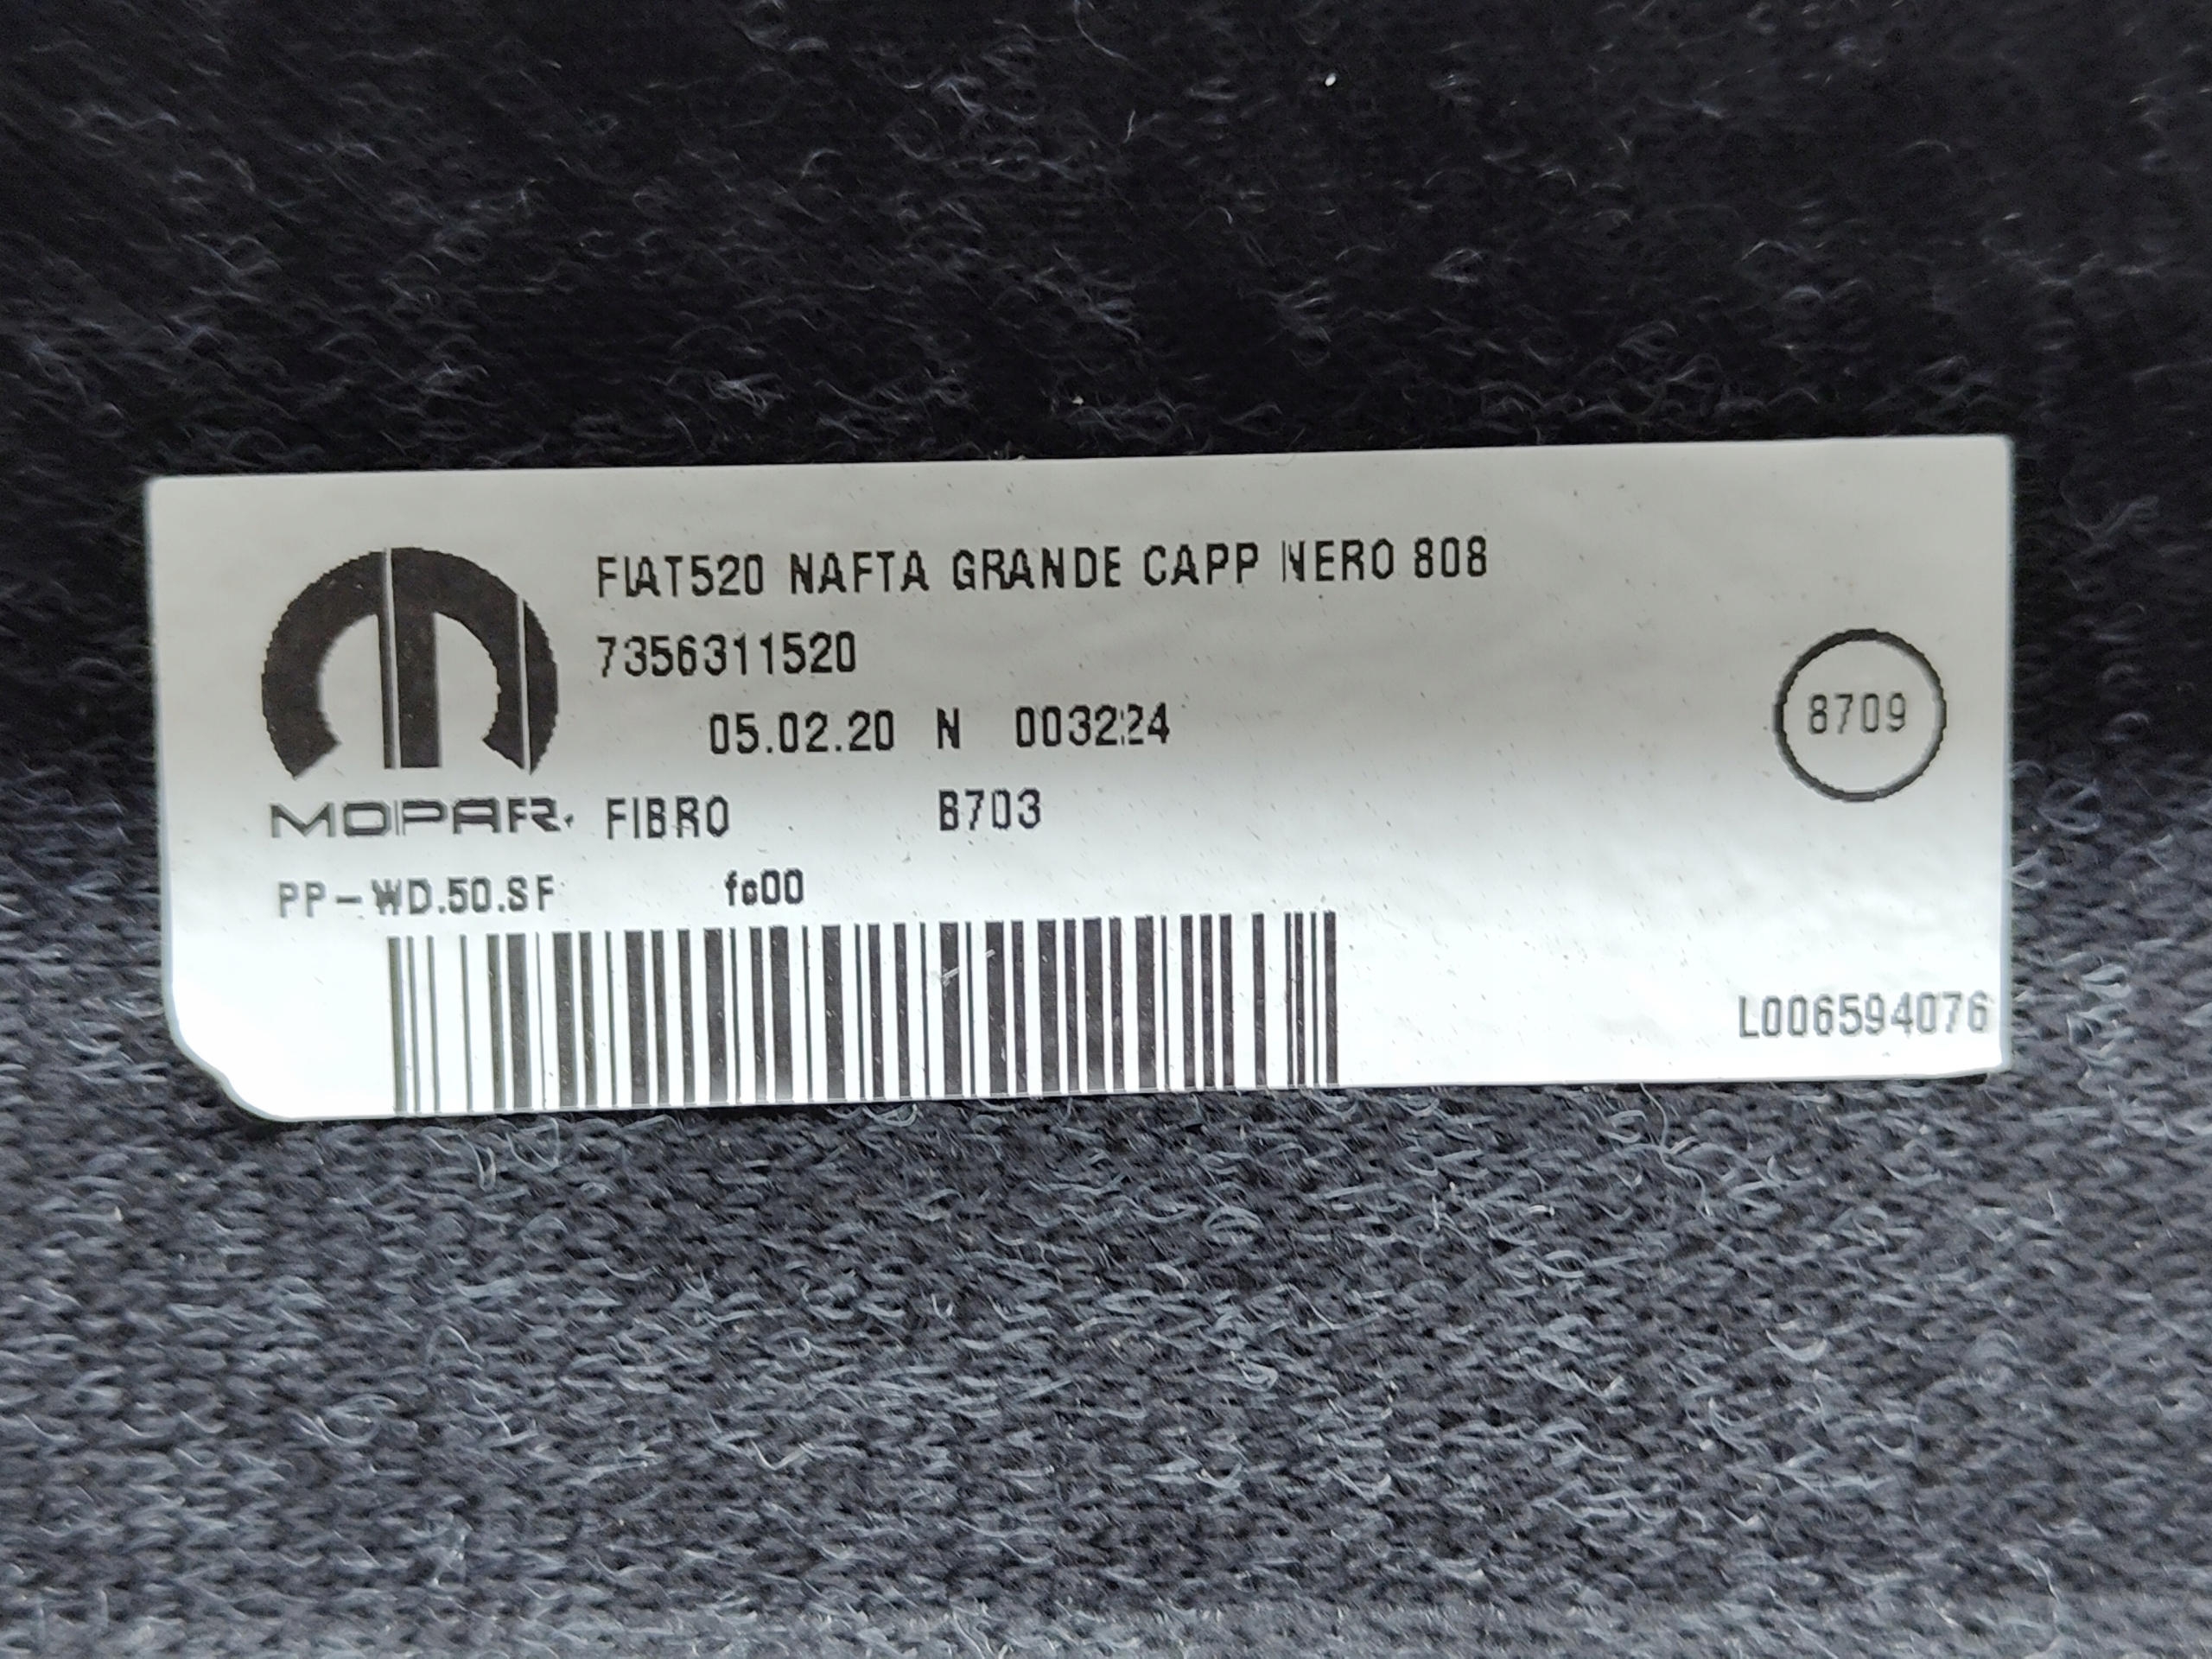 FIAT520 NAFTA GRANDE CAPP NERO 808
7356311520
05.02.20 N 003224
8709
MOPAR. FIBRO 8703
PP-WD.50.SF fc00
L006594076